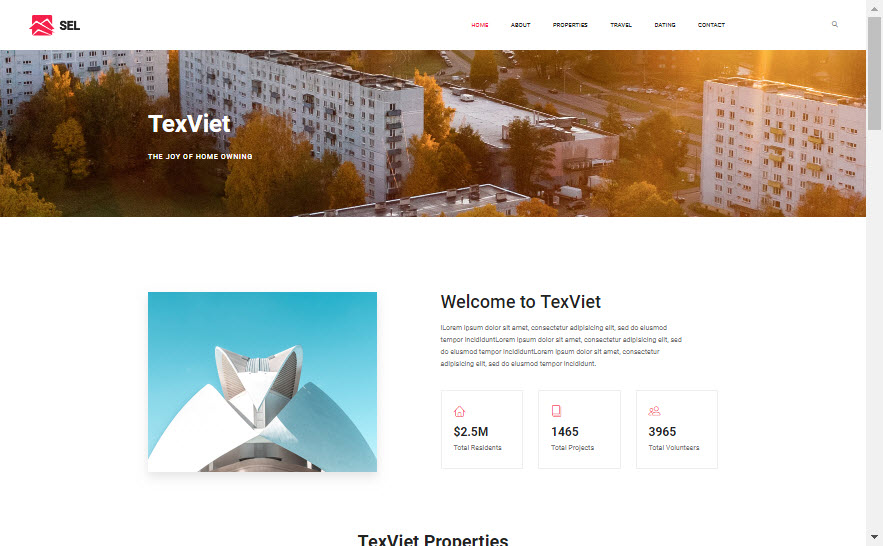 SEL
HOME ABOUT PROPERTIES TRAVEL DATING CONTACT
TexViet
THE JOY OF HOME OWNING
Welcome to TexViet
lLorem ipsum dolor sit amet, consectetur adipisicing elit, sed do eiusmod
tempor incididuntLorem ipsum dolor sit amet, consectetur adipisicing elit, sed
do eiusmod tempor incididuntLorem ipsum dolor sit amet, consectetur
adipisicing elit, sed do eiusmod tempor incididunt.
$2.5M
Total Residents
1465
Total Projects
3965
Total Volunteers
TexViet Properties